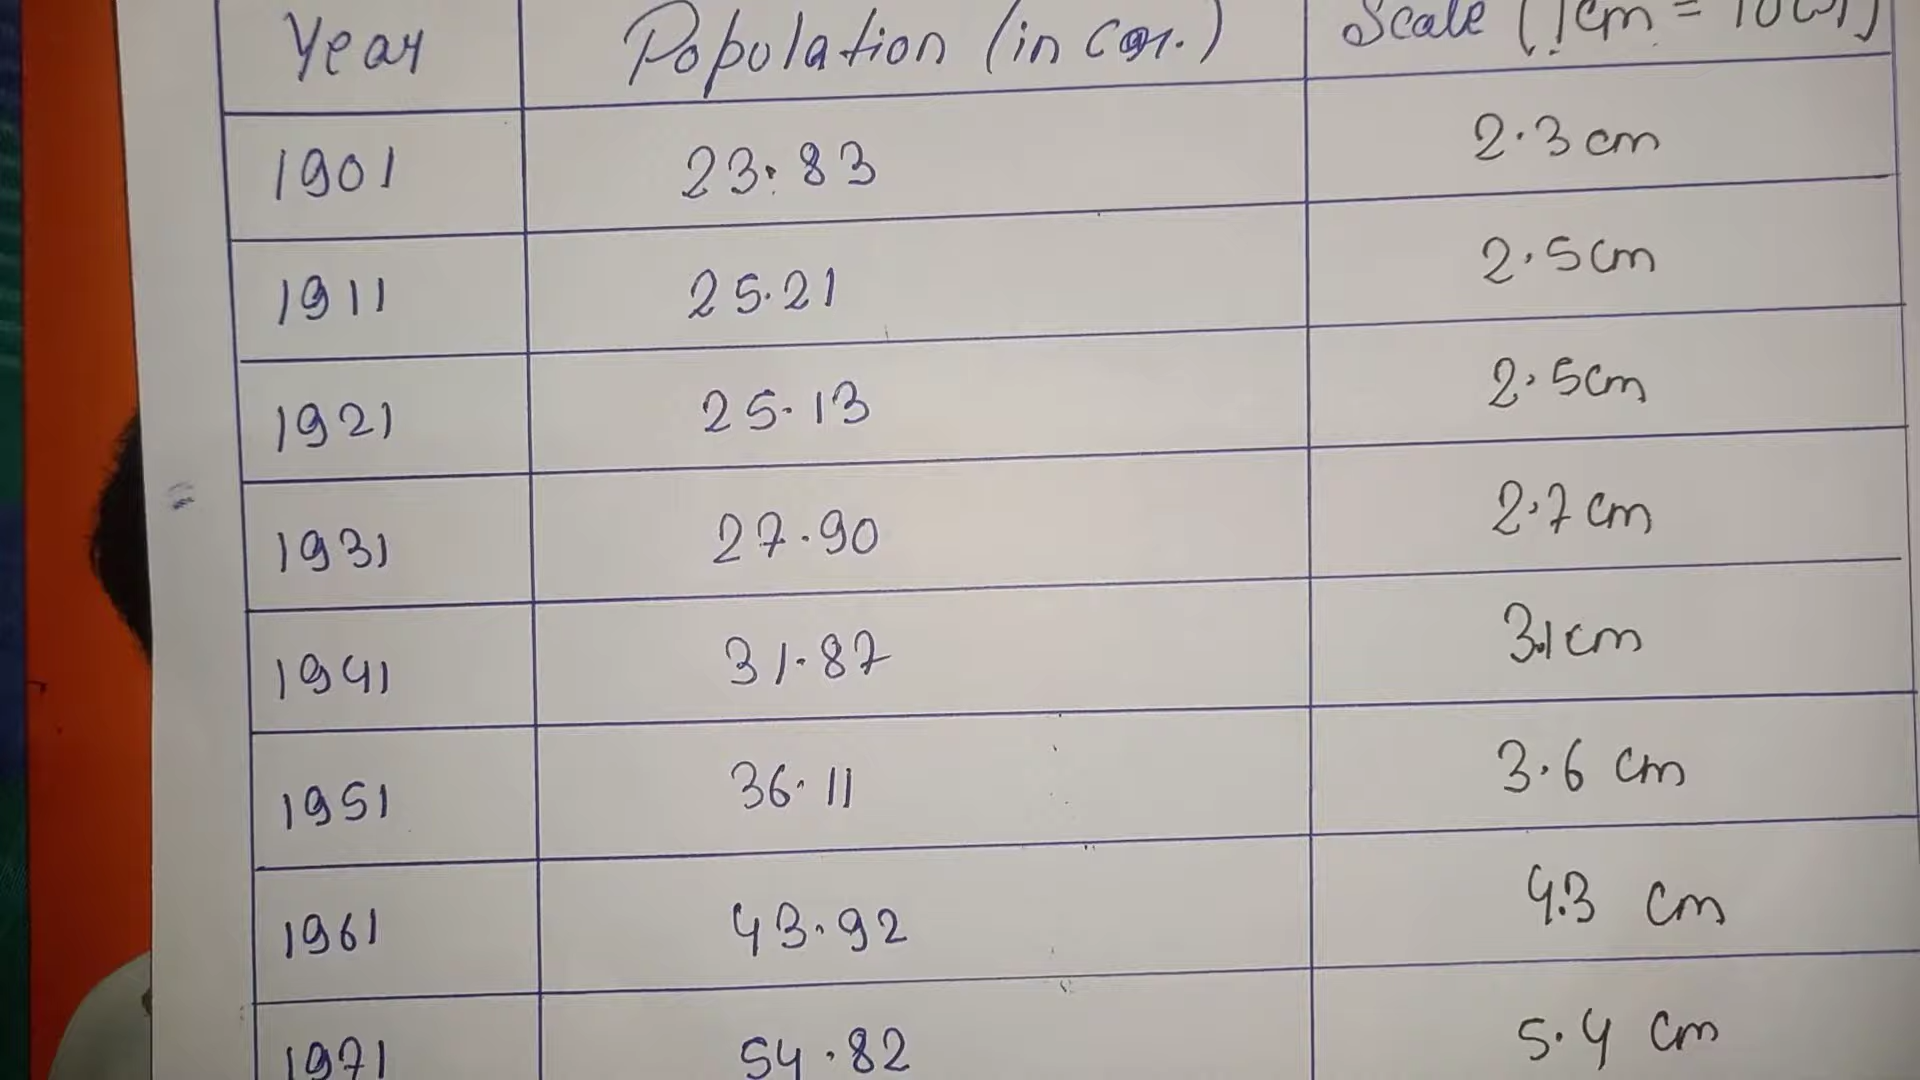 Year Population (in Cor.) Scale (1cm = 10cr)
1901 23.83 2.3 cm
1911 25.21 2.5 cm
1921 25.13 2.5 cm
1931 27.90 2.7 cm
1941 31.87 3.1 cm
1951 36.11 3.6 cm
1961 43.92 4.3 cm
1971 54.82 5.4 cm